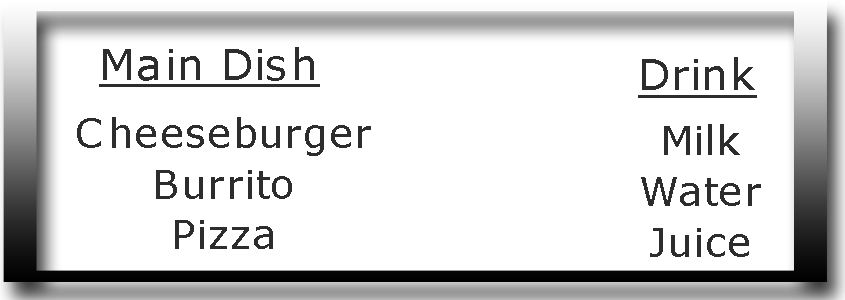 Main Dish
Cheeseburger
Burrito
Pizza
Drink
Milk
Water
Juice